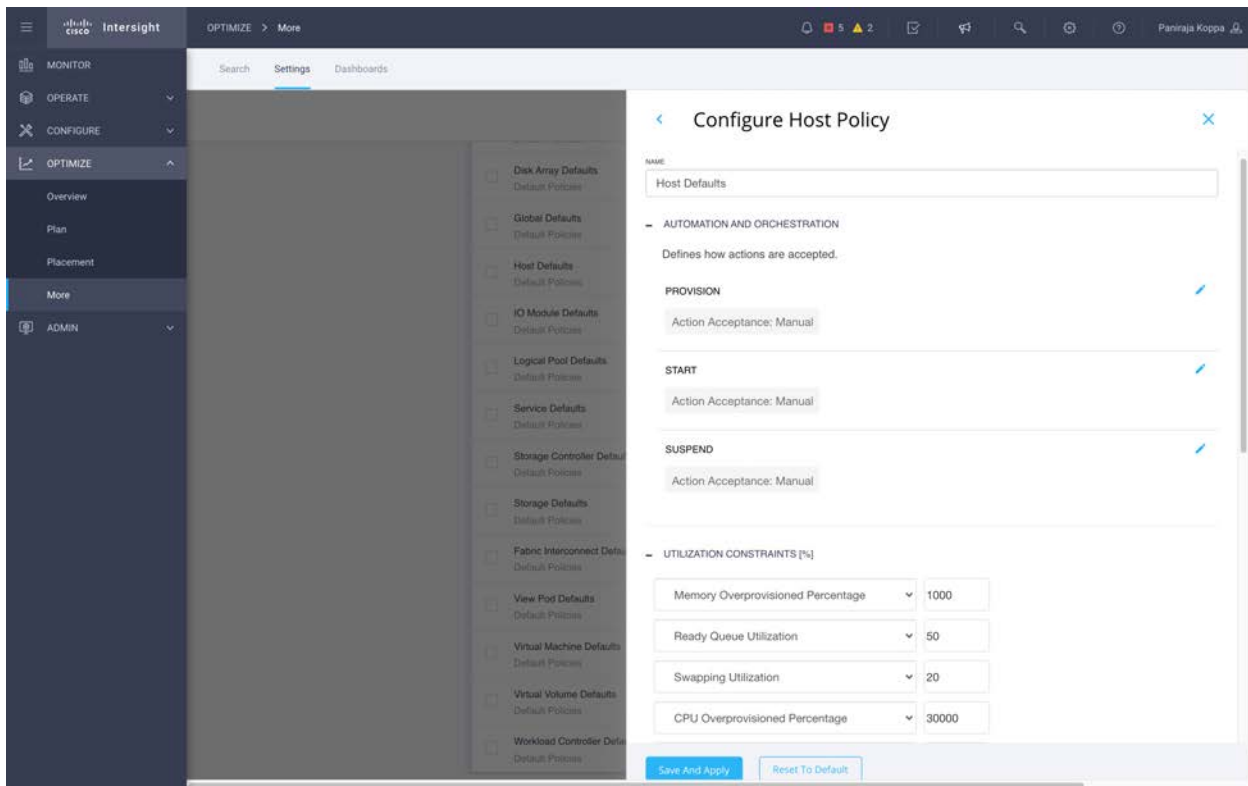 cisco Intersight
OPTIMIZE > More
5 2
Paniraja Koppa
MONITOR
OPERATE
CONFIGURE
OPTIMIZE
Overview
Plan
Placement
More
ADMIN
Search Settings Dashboards
Disk Array Defaults
Default Policies
Global Defaults
Default Policies
Host Defaults
Default Policies
IO Module Defaults
Default Policies
Logical Pool Defaults
Default Policies
Service Defaults
Default Policies
Storage Controller Defaul
Default Policies
Storage Defaults
Default Policies
Fabric Interconnect Defau
Default Policies
View Pod Defaults
Default Policies
Virtual Machine Defaults
Default Policies
Virtual Volume Defaults
Default Policies
Workload Controller Defa
Default Policies
Configure Host Policy
NAME
Host Defaults
AUTOMATION AND ORCHESTRATION
Defines how actions are accepted.
PROVISION
Action Acceptance: Manual
START
Action Acceptance: Manual
SUSPEND
Action Acceptance: Manual
UTILIZATION CONSTRAINTS [%]
Memory Overprovisioned Percentage 1000
Ready Queue Utilization 50
Swapping Utilization 20
CPU Overprovisioned Percentage 30000
Save And Apply Reset To Default